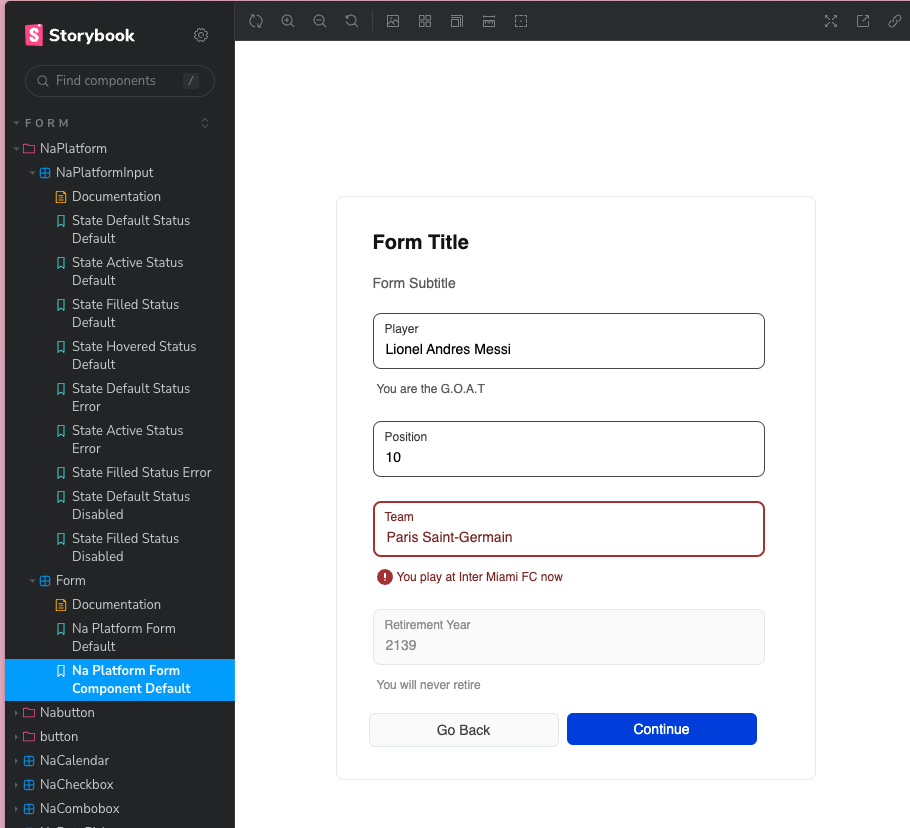 Storybook
Find components /
FORM
NaPlatform
NaPlatformInput
Documentation
State Default Status
Default
State Active Status
Default
State Filled Status
Default
State Hovered Status
Default
State Default Status
Error
State Active Status
Error
State Filled Status Error
State Default Status
Disabled
State Filled Status
Disabled
Form
Documentation
Na Platform Form
Default
Na Platform Form
Component Default
Nabutton
button
NaCalendar
NaCheckbox
NaCombobox
Form Title
Form Subtitle
Player
Lionel Andres Messi
You are the G.O.A.T
Position
10
Team
Paris Saint-Germain
You play at Inter Miami FC now
Retirement Year
2139
You will never retire
Go Back
Continue